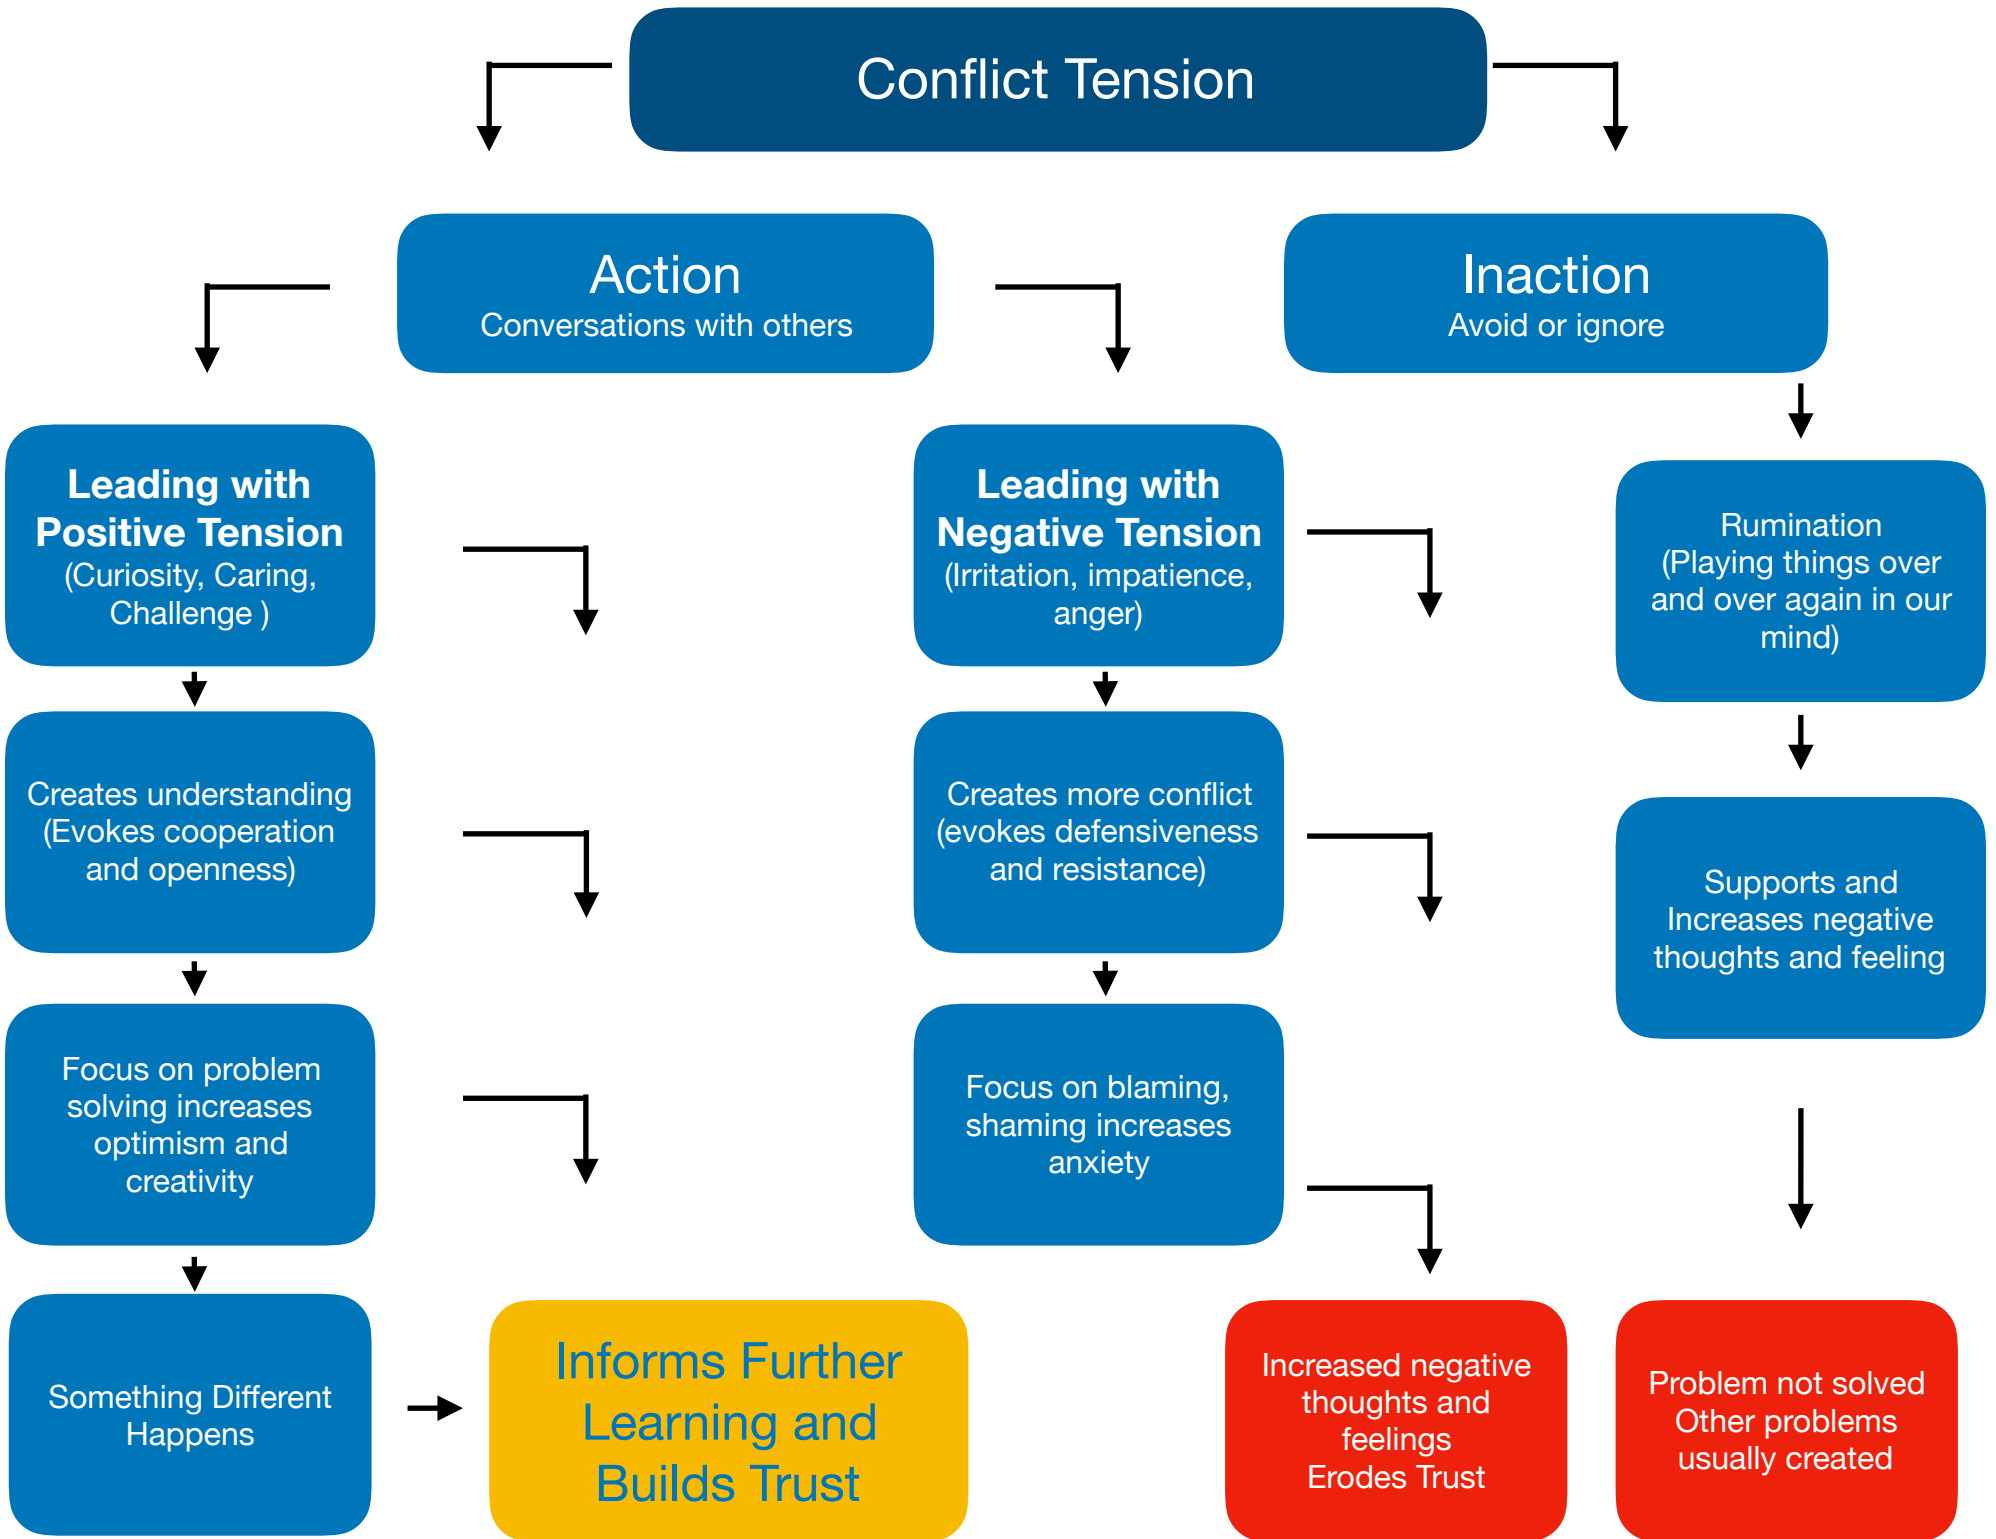 Conflict Tension
Action
Conversations with others
Inaction
Avoid or ignore
Leading with
Positive Tension
(Curiosity, Caring,
Challenge )
Leading with
Negative Tension
(Irritation, impatience,
anger)
Rumination
(Playing things over
and over again in our
mind)
Creates understanding
(Evokes cooperation
and openness)
Creates more conflict
(evokes defensiveness
and resistance)
Supports and
Increases negative
thoughts and feeling
Focus on problem
solving increases
optimism and
creativity
Focus on blaming,
shaming increases
anxiety
Something Different
Happens
Informs Further
Learning and
Builds Trust
Increased negative
thoughts and
feelings
Erodes Trust
Problem not solved
Other problems
usually created